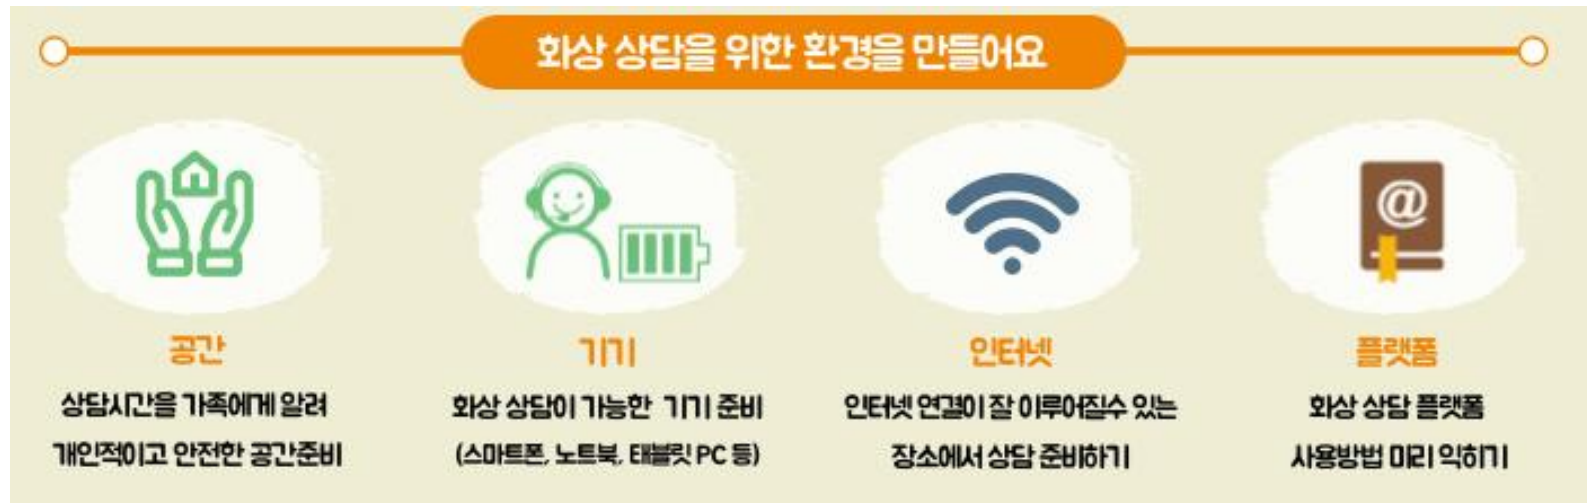 화상 상담을 위한 환경을 만들어요
@
공간
상담시간을 가족에게 알려
개인적이고 안전한 공간준비
기기
화상 상담이 가능한 기기 준비
(스마트폰, 노트북, 태블릿 PC 등)
인터넷
인터넷 연결이 잘 이루어질수 있는
장소에서 상담 준비하기
플랫폼
화상 상담 플랫폼
사용방법 미리 익히기